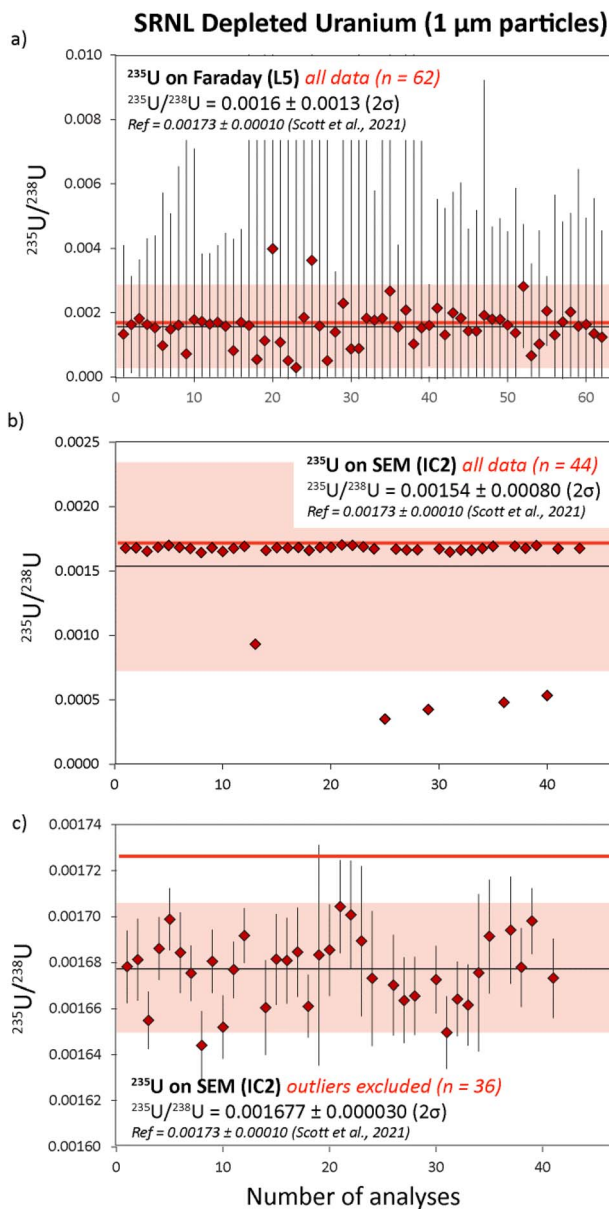 SRNL Depleted Uranium (1 µm particles)
a)
²³⁵U on Faraday (L5) all data (n = 62)
²³⁵U/²³⁸U = 0.0016 ± 0.0013 (2σ)
Ref = 0.00173 ± 0.00010 (Scott et al., 2021)
²³⁵U/²³⁸U
0.010
0.008
0.006
0.004
0.002
0.000
0 10 20 30 40 50 60
b)
²³⁵U on SEM (IC2) all data (n = 44)
²³⁵U/²³⁸U = 0.00154 ± 0.00080 (2σ)
Ref = 0.00173 ± 0.00010 (Scott et al., 2021)
²³⁵U/²³⁸U
0.0025
0.0020
0.0015
0.0010
0.0005
0.0000
0 10 20 30 40
c)
²³⁵U/²³⁸U
0.00174
0.00172
0.00170
0.00168
0.00166
0.00164
0.00162
0.00160
²³⁵U on SEM (IC2) outliers excluded (n = 36)
²³⁵U/²³⁸U = 0.001677 ± 0.000030 (2σ)
Ref = 0.00173 ± 0.00010 (Scott et al., 2021)
0 10 20 30 40
Number of analyses